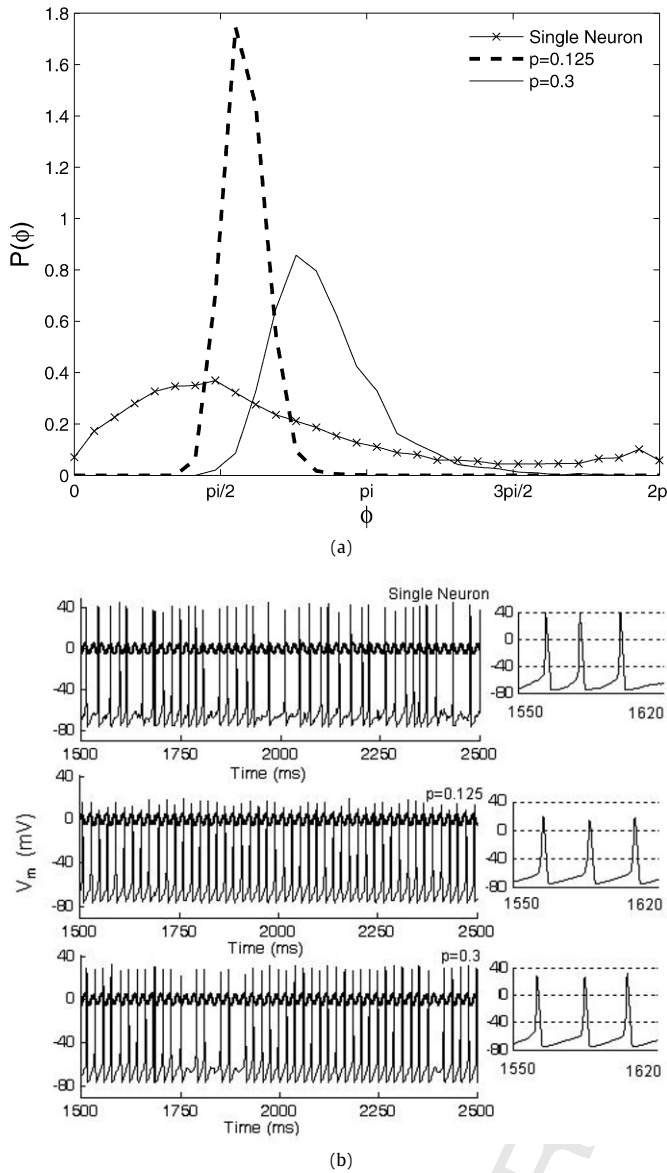 1.8
1.6
1.4
1.2
1
0.8
0.6
0.4
0.2
0
P(ϕ)
Single Neuron
p=0.125
p=0.3
0 pi/2 pi 3pi/2 2p
ϕ
(a)
Single Neuron
40
0
-40
-80
1500 1750 2000 2250 2500
Time (ms)
40
0
-40
-80
1550 1620
p=0.125
40
0
-40
-80
V_m (mV)
1500 1750 2000 2250 2500
Time (ms)
40
0
-40
-80
1550 1620
p=0.3
40
0
-40
-80
1500 1750 2000 2250 2500
Time (ms)
40
0
-40
-80
1550 1620
(b)